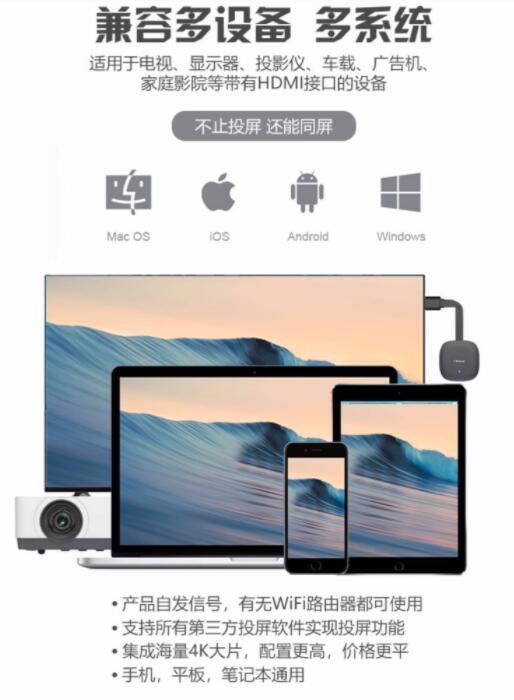 兼容多设备 多系统
适用于电视、显示器、投影仪、车载、广告机、
家庭影院等带有HDMI接口的设备
不止投屏 还能同屏
Mac OS iOS Android Windows
• 产品自发信号，有无WiFi路由器都可使用
• 支持所有第三方投屏软件实现投屏功能
• 集成海量4K大片，配置更高，价格更平
• 手机，平板，笔记本通用